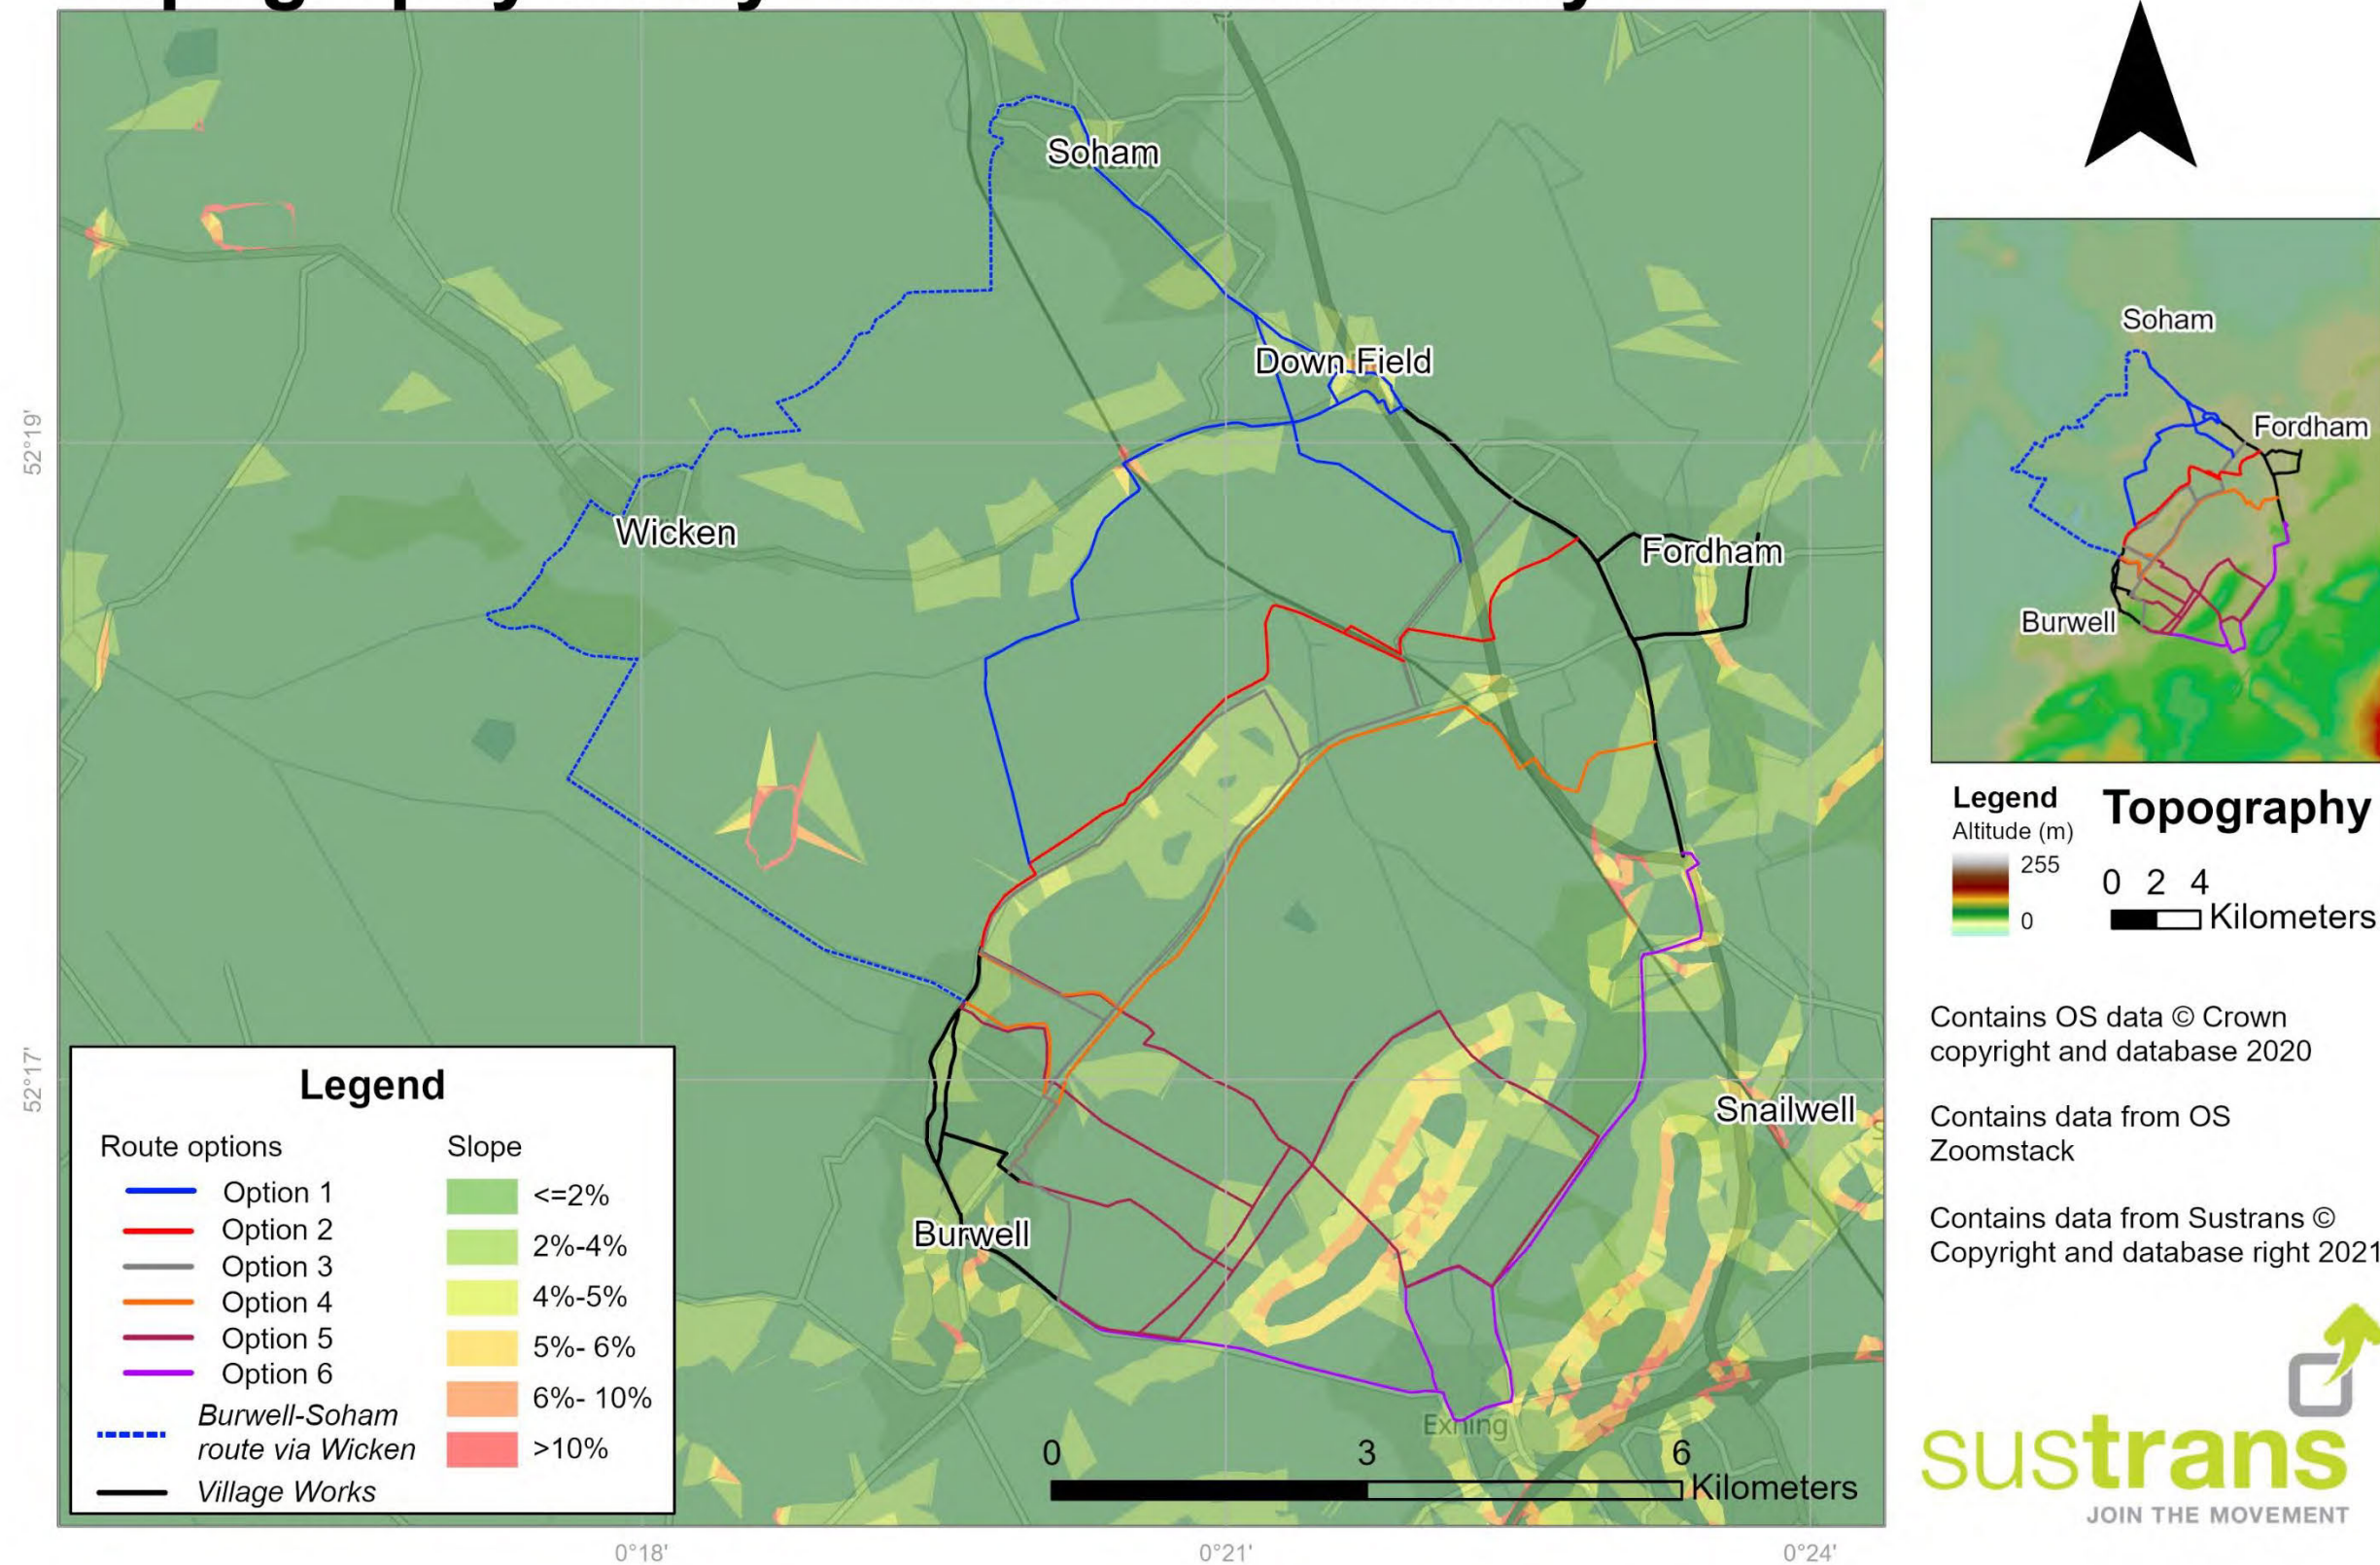 Soham
Down Field
52°19'
Wicken
Fordham
52°17'
Snailwell
Burwell
Exning
0 3 6
Kilometers
0°18' 0°21' 0°24'
Legend
Route options
Option 1
Option 2
Option 3
Option 4
Option 5
Option 6
Burwell-Soham
route via Wicken
Village Works
Slope
<=2%
2%-4%
4%-5%
5%- 6%
6%- 10%
>10%
Soham
Fordham
Burwell
Legend
Altitude (m)
255
0
Topography
0 2 4
Kilometers
Contains OS data © Crown
copyright and database 2020
Contains data from OS
Zoomstack
Contains data from Sustrans ©
Copyright and database right 2021
sustrans
JOIN THE MOVEMENT